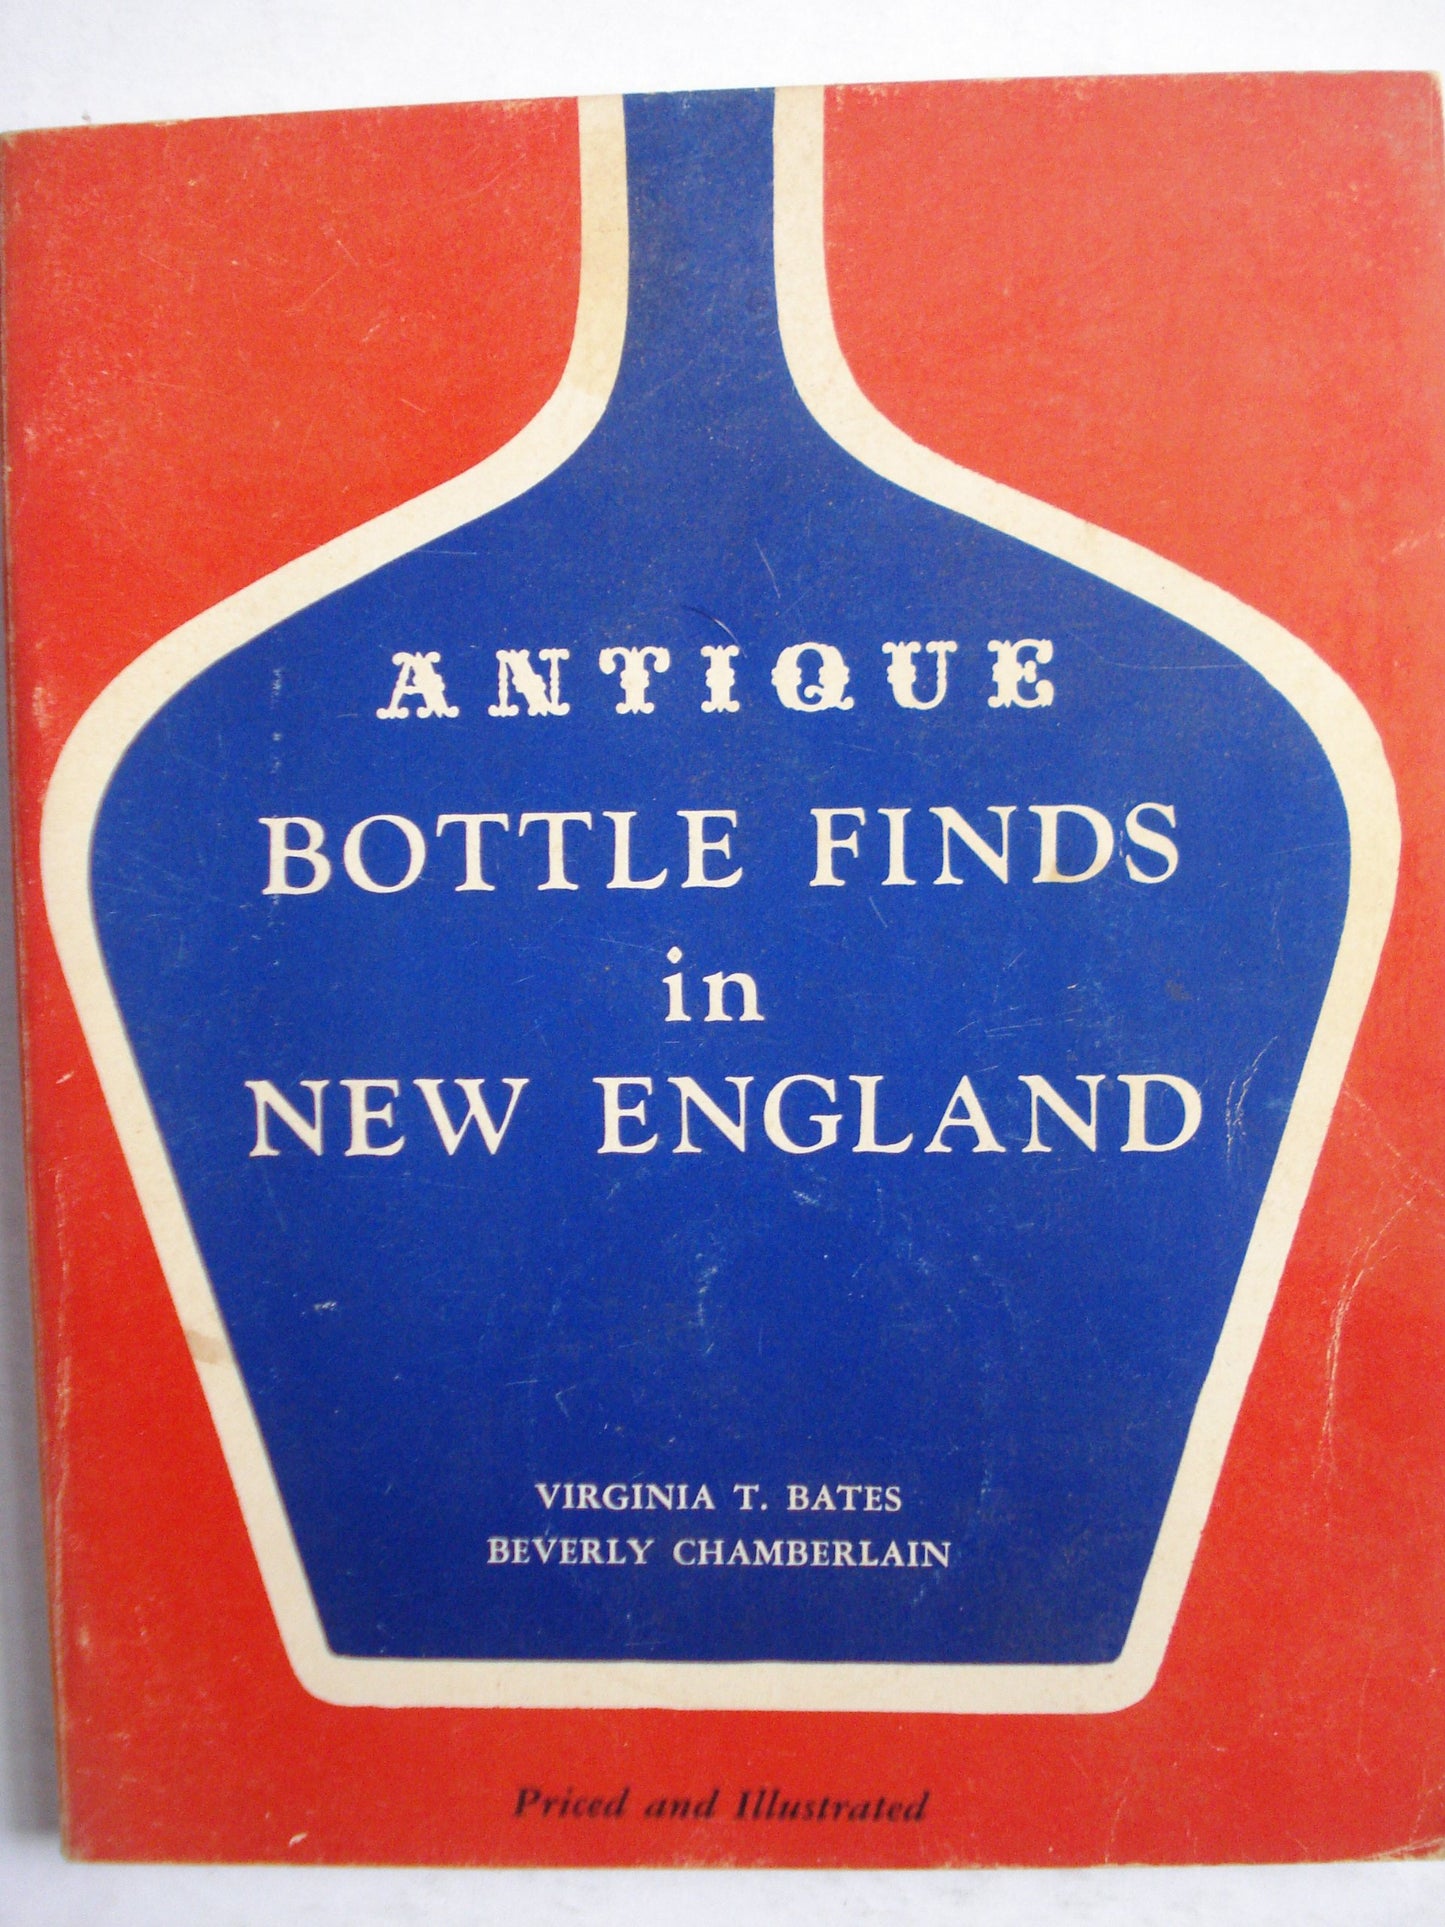 ANTIQUE
BOTTLE FINDS
in
NEW ENGLAND
VIRGINIA T. BATES
BEVERLY CHAMBERLAIN
Priced and Illustrated